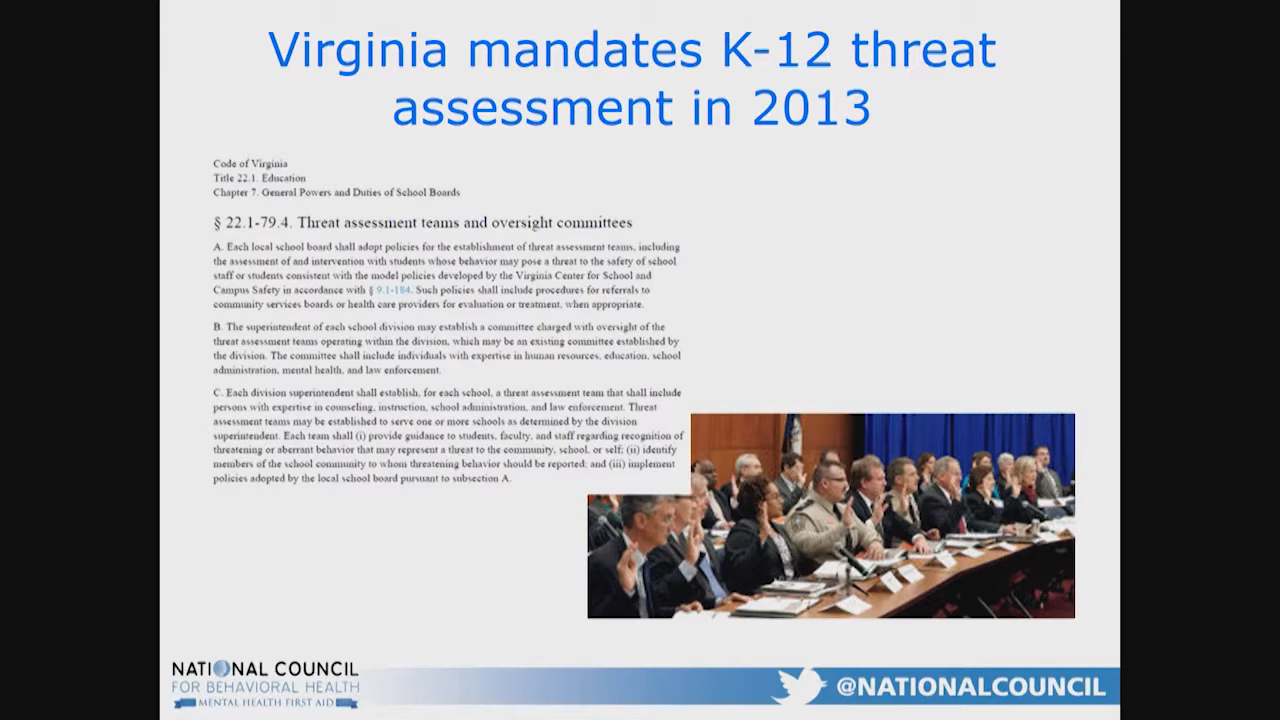 Virginia mandates K-12 threat
assessment in 2013
Code of Virginia
Title 22.1. Education
Chapter 7. General Powers and Duties of School Boards
§ 22.1-79.4. Threat assessment teams and oversight committees
A. Each local school board shall adopt policies for the establishment of threat assessment teams, including
the assessment of and intervention with students whose behavior may pose a threat to the safety of school
staff or students consistent with the model policies developed by the Virginia Center for School and
Campus Safety in accordance with § 9.1-184. Such policies shall include procedures for referrals to
community services boards or health care providers for evaluation or treatment, when appropriate.
B. The superintendent of each school division may establish a committee charged with oversight of the
threat assessment teams operating within the division, which may be an existing committee established by
the division. The committee shall include individuals with expertise in human resources, education, school
administration, mental health, and law enforcement.
C. Each division superintendent shall establish, for each school, a threat assessment team that shall include
persons with expertise in counseling, instruction, school administration, and law enforcement. Threat
assessment teams may be established to serve one or more schools as determined by the division
superintendent. Each team shall (i) provide guidance to students, faculty, and staff regarding recognition of
threatening or aberrant behavior that may represent a threat to the community, school, or self; (ii) identify
members of the school community to whom threatening behavior should be reported; and (iii) implement
policies adopted by the local school board pursuant to subsection A.
NATIONAL COUNCIL
FOR BEHAVIORAL HEALTH
MENTAL HEALTH FIRST AID
@NATIONALCOUNCIL